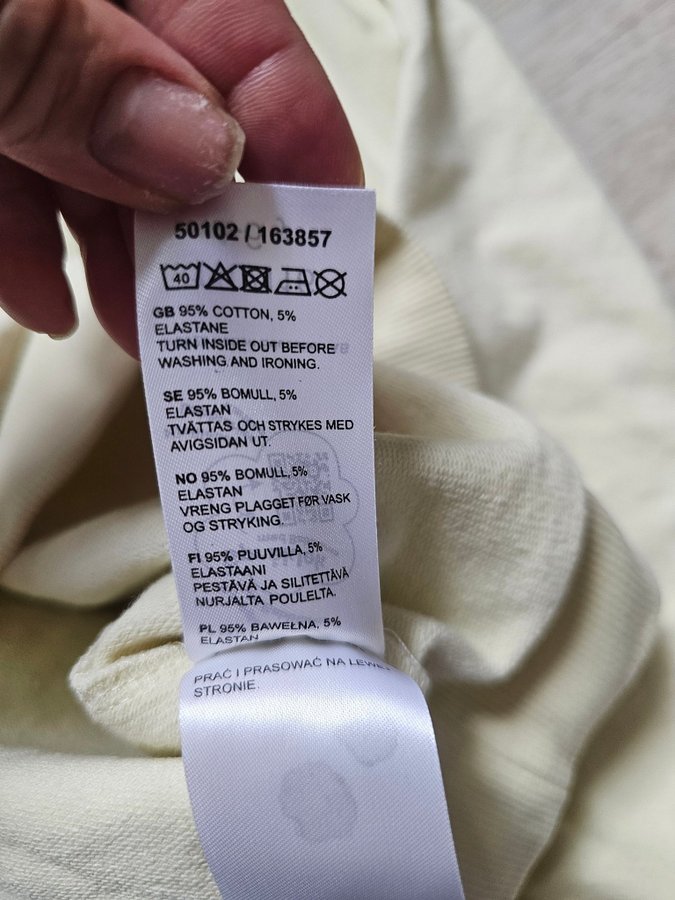 50102 / 163857
40
GB 95% COTTON, 5%
ELASTANE
TURN INSIDE OUT BEFORE
WASHING AND IRONING.
SE 95% BOMULL, 5%
ELASTAN
TVÄTTAS OCH STRYKES MED
AVIGSIDAN UT.
NO 95% BOMULL, 5%
ELASTAN
VRENG PLAGGET FØR VASK
OG STRYKING.
FI 95% PUUVILLA, 5%
ELASTAANI
PESTÄVÄ JA SILITETTÄVÄ
NURJALTA POULELTA.
PL 95% BAWEŁNA, 5%
ELASTAN
PRAĆ I PRASOWAĆ NA LEWEJ
STRONIE.